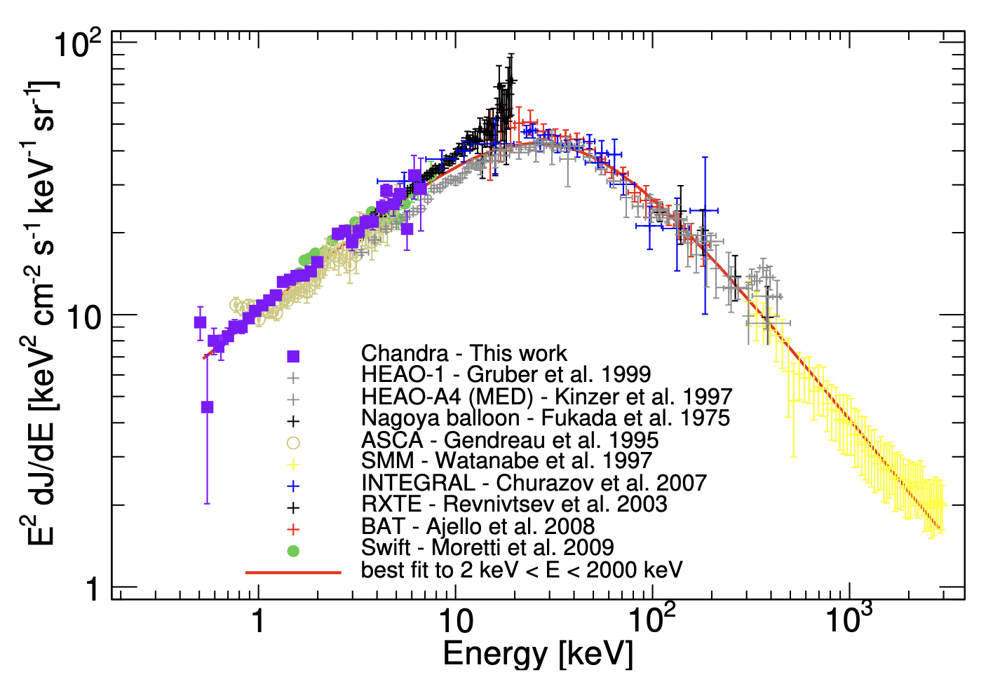 10²
10
1
E² dJ/dE [keV² cm⁻² s⁻¹ keV⁻¹ sr⁻¹]
Chandra - This work
HEAO-1 - Gruber et al. 1999
HEAO-A4 (MED) - Kinzer et al. 1997
Nagoya balloon - Fukada et al. 1975
ASCA - Gendreau et al. 1995
SMM - Watanabe et al. 1997
INTEGRAL - Churazov et al. 2007
RXTE - Revnivtsev et al. 2003
BAT - Ajello et al. 2008
Swift - Moretti et al. 2009
best fit to 2 keV < E < 2000 keV
1 10 10² 10³
Energy [keV]